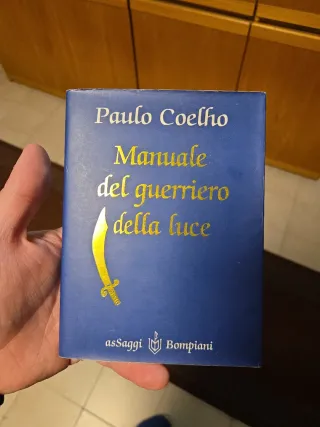 Paulo Coelho
Manuale
del guerriero
della luce
asSaggi Bompiani